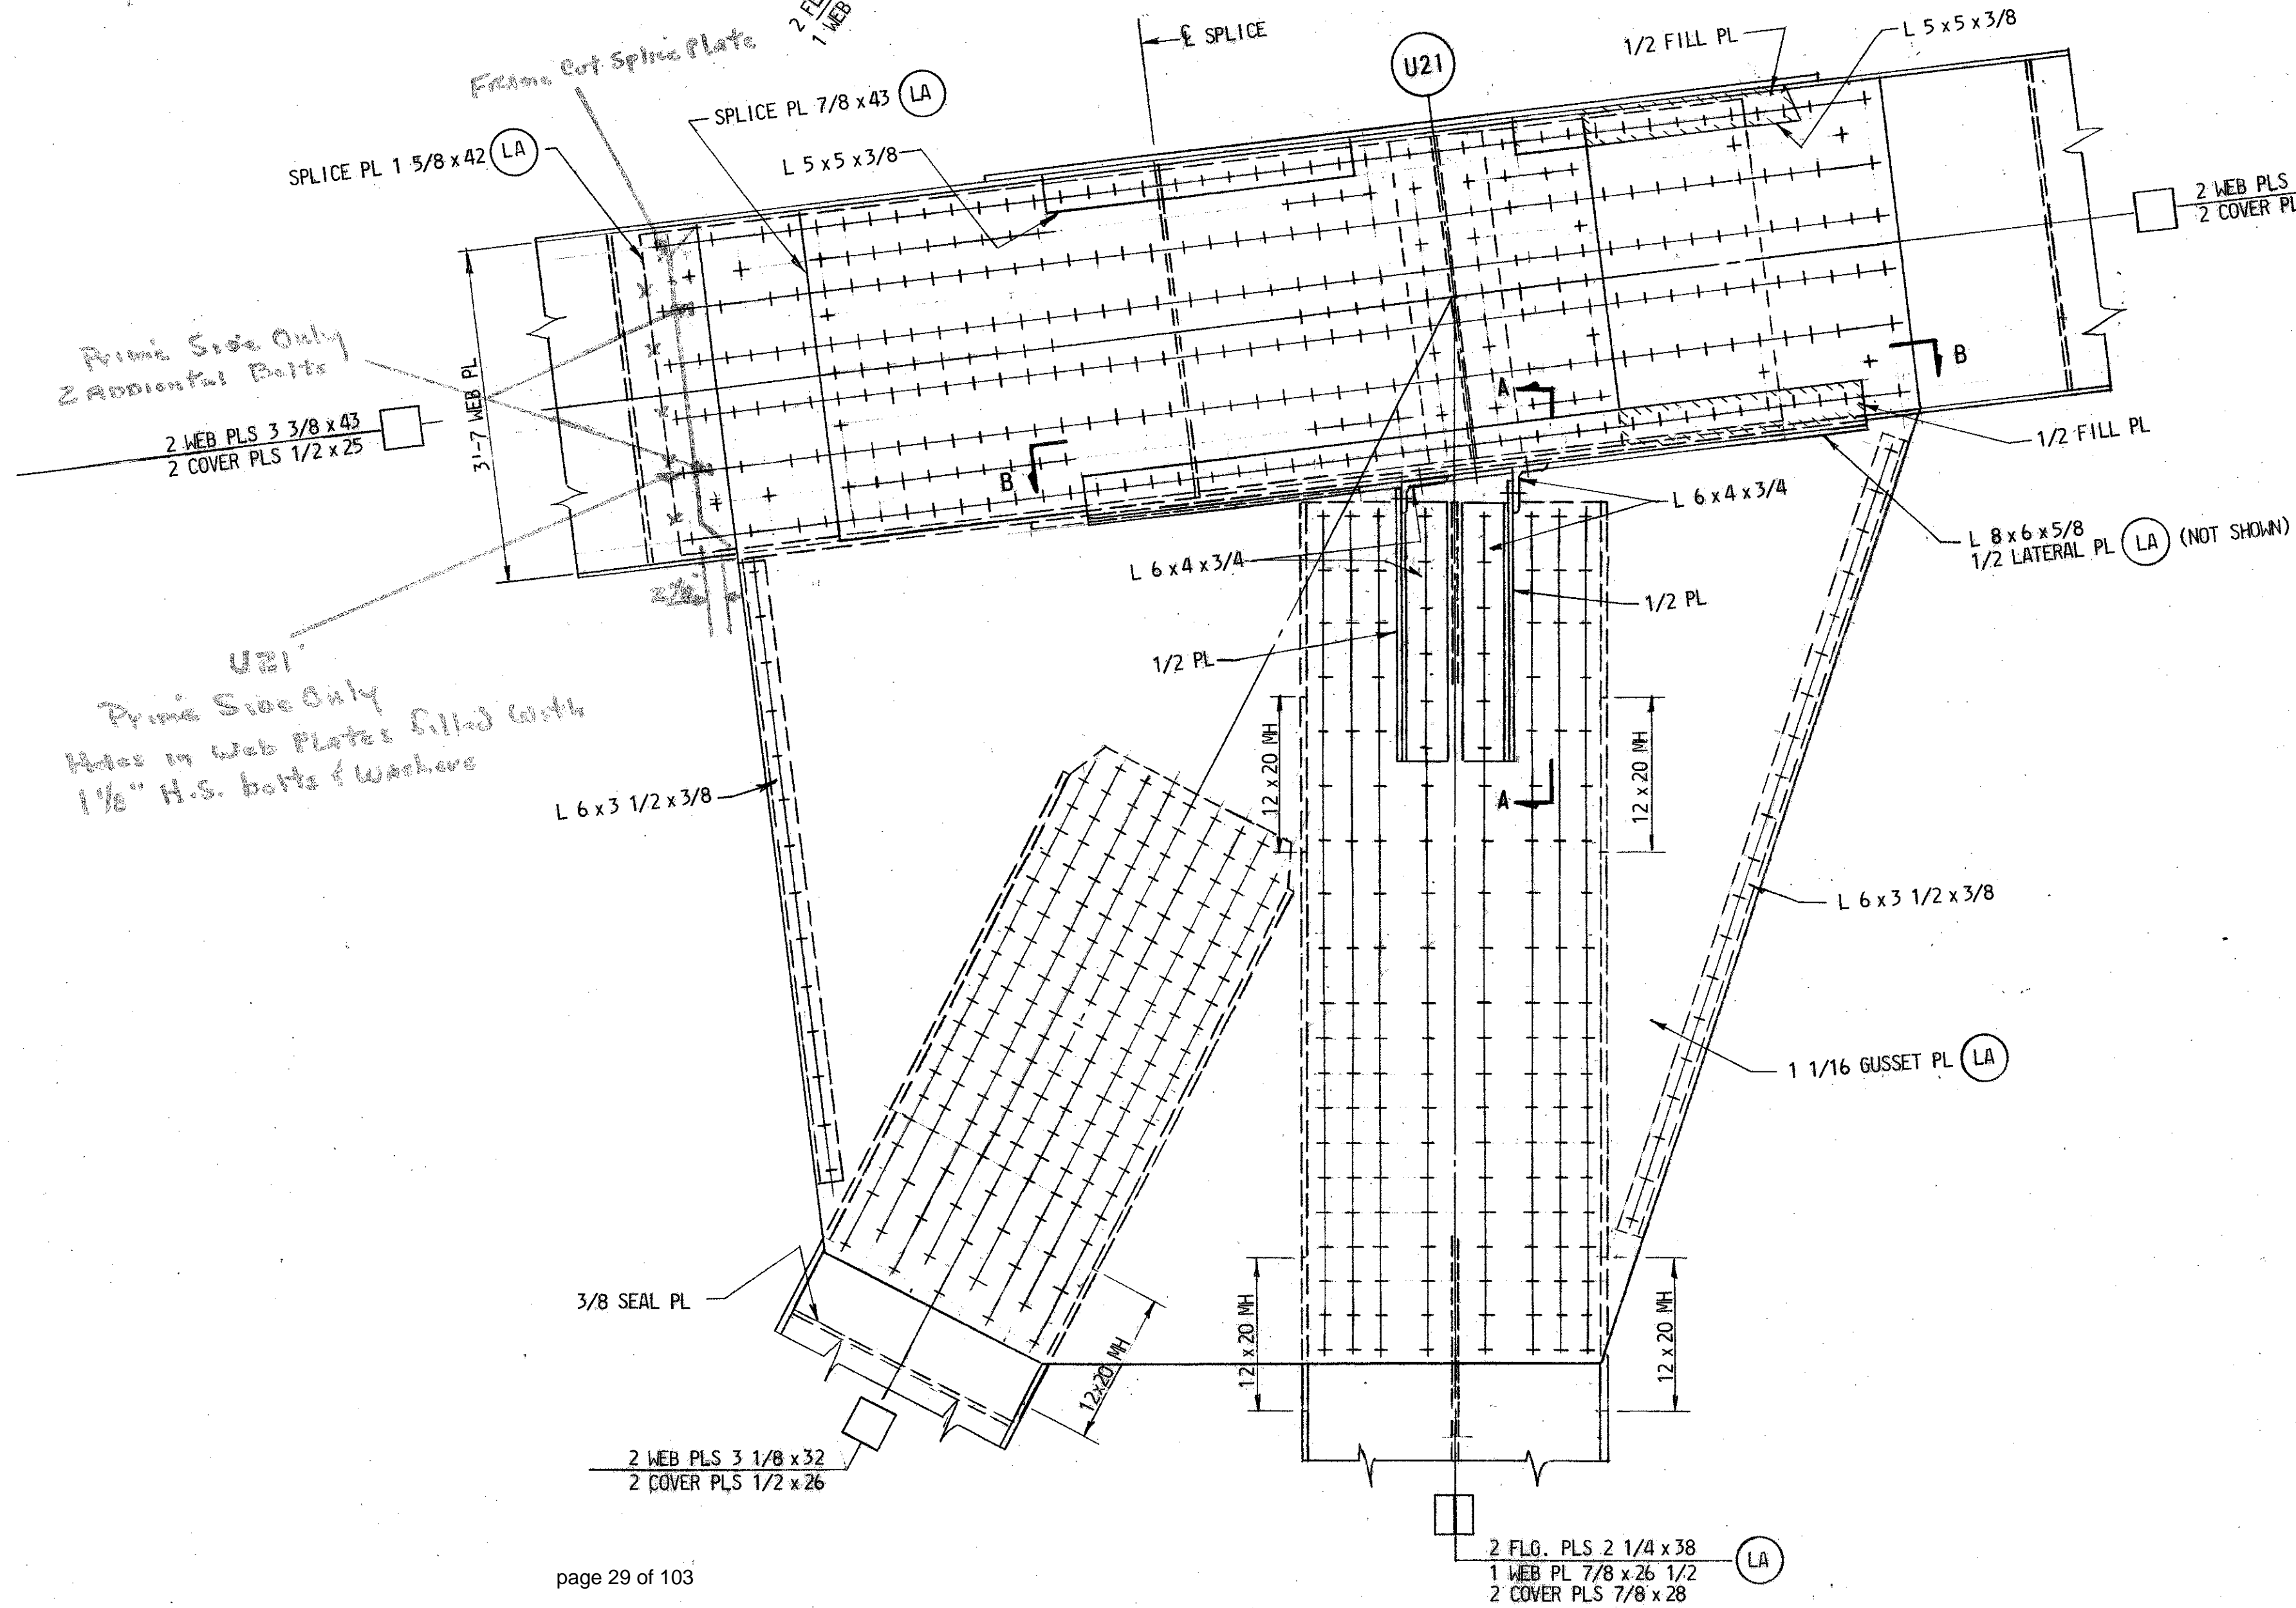 2 FL
1 WEB
℄ SPLICE
U21
1/2 FILL PL
L 5 x 5 x 3/8
Splice Plate
SPLICE PL 7/8 x 43 LA
SPLICE PL 1 5/8 x 42 LA
L 5 x 5 x 3/8
2 WEB PLS
2 COVER PL
Prime Side Only
2 Addiontal Bolts
3'-7 WEB PL
2 WEB PLS 3 3/8 x 43
2 COVER PLS 1/2 x 25
A
B
B
1/2 FILL PL
L 6 x 4 x 3/4
L 8 x 6 x 5/8
1/2 LATERAL PL LA (NOT SHOWN)
L 6 x 4 x 3/4
1/2 PL
1/2 PL
U21'
Prime Side Only
Holes in Web Plates filled With
1 1/8" H.S. bolts & Washers
12 x 20 MH
12 x 20 MH
A
L 6 x 3 1/2 x 3/8
L 6 x 3 1/2 x 3/8
1 1/16 GUSSET PL LA
3/8 SEAL PL
12x20 MH
12 x 20 MH
12 x 20 MH
2 WEB PLS 3 1/8 x 32
2 COVER PLS 1/2 x 26
2 FLG. PLS 2 1/4 x 38 LA
1 WEB PL 7/8 x 26 1/2
2 COVER PLS 7/8 x 28
page 29 of 103